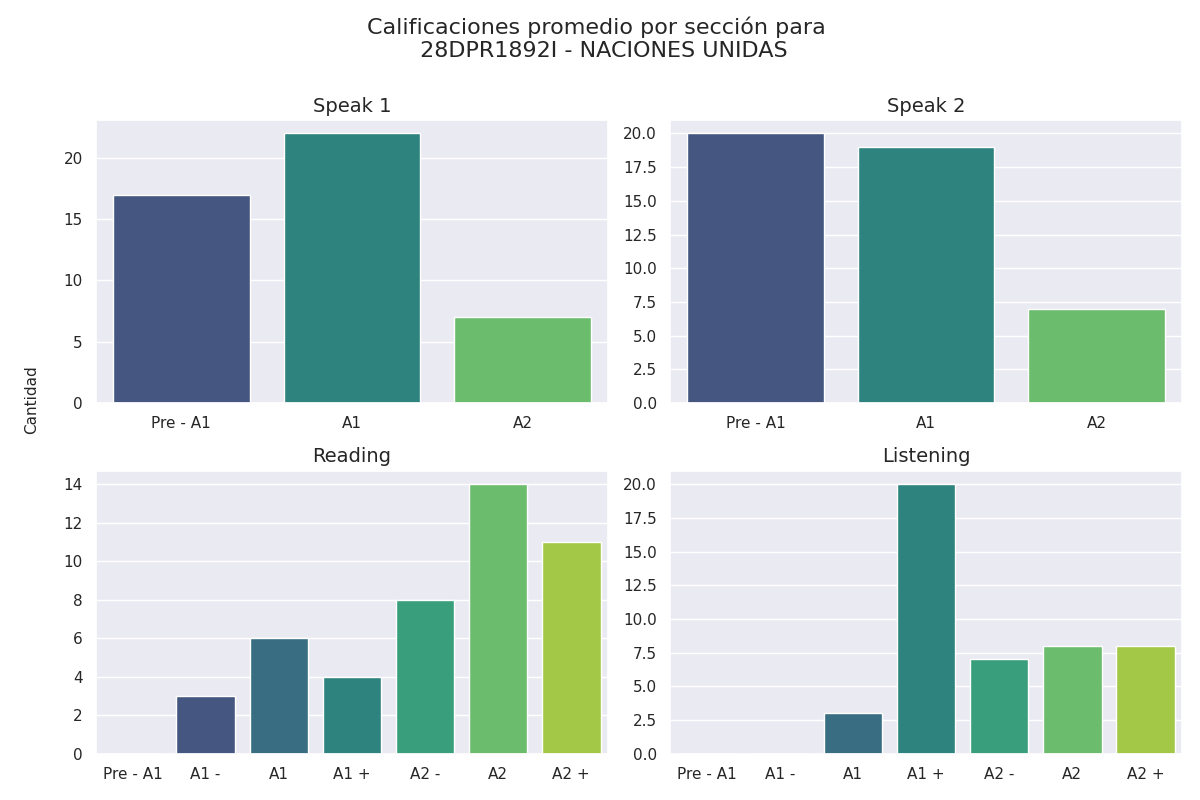 Calificaciones promedio por sección para
28DPR1892I - NACIONES UNIDAS
Cantidad
Speak 1
20
15
10
5
0
Pre - A1 A1 A2
Speak 2
20.0
17.5
15.0
12.5
10.0
7.5
5.0
2.5
0.0
Pre - A1 A1 A2
Reading
14
12
10
8
6
4
2
0
Pre - A1 A1 - A1 A1 + A2 - A2 A2 +
Listening
20.0
17.5
15.0
12.5
10.0
7.5
5.0
2.5
0.0
Pre - A1 A1 - A1 A1 + A2 - A2 A2 +